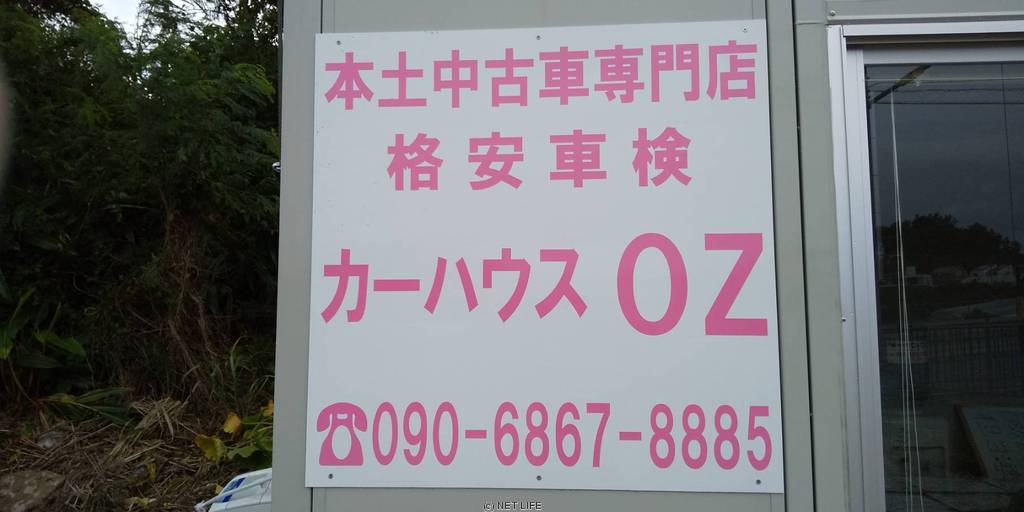 本土中古車専門店
格安車検
カーハウス OZ
☎090-6867-8885
(c) NET LIFE